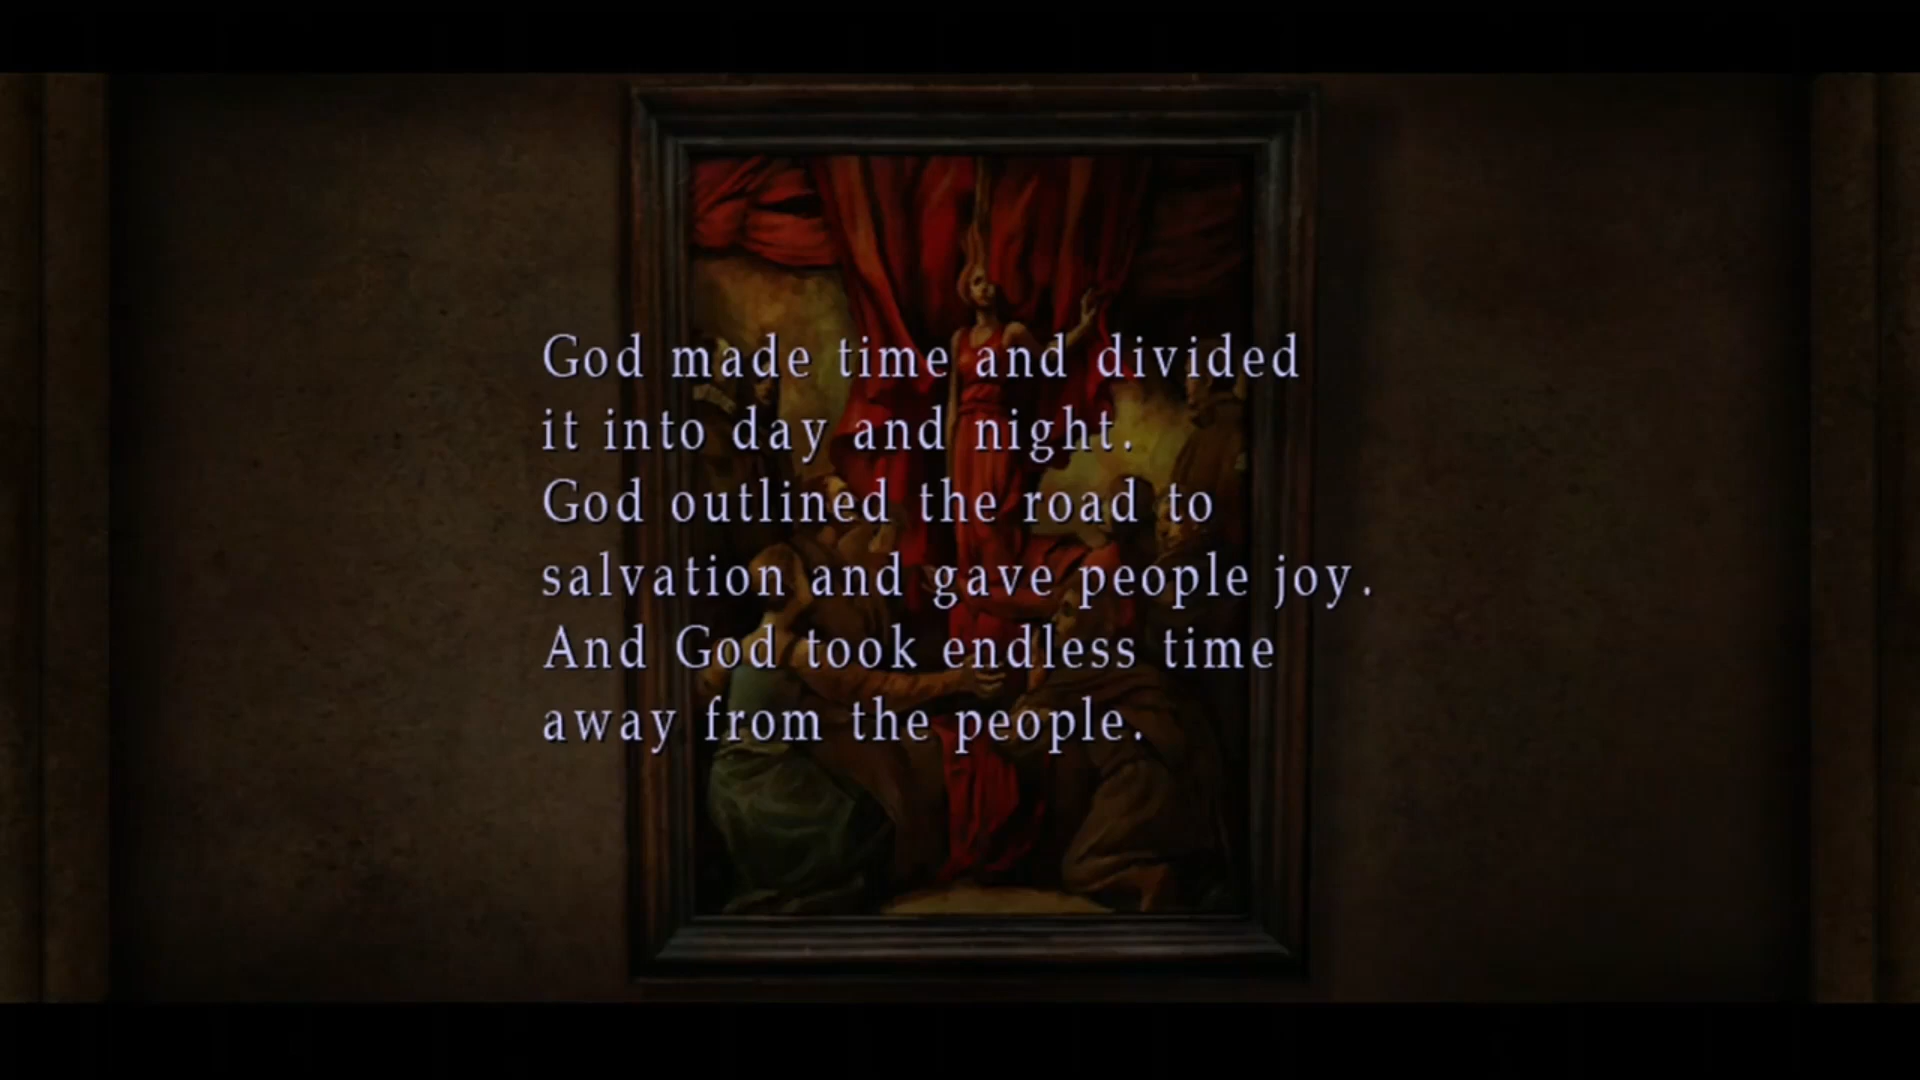 God made time and divided
it into day and night.
God outlined the road to
salvation and gave people joy.
And God took endless time
away from the people.